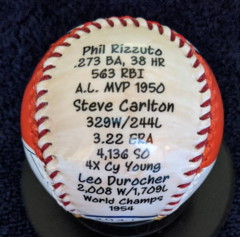 Phil Rizzuto
.273 BA, 38 HR
563 RBI
A.L. MVP 1950
Steve Carlton
329W/244L
3.22 ERA
4,136 SO
4X Cy Young
Leo Durocher
2,008 W/1,709L
World Champs
1954